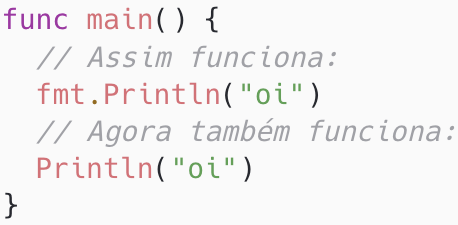 func main() {
  // Assim funciona:
  fmt.Println("oi")
  // Agora também funciona:
  Println("oi")
}